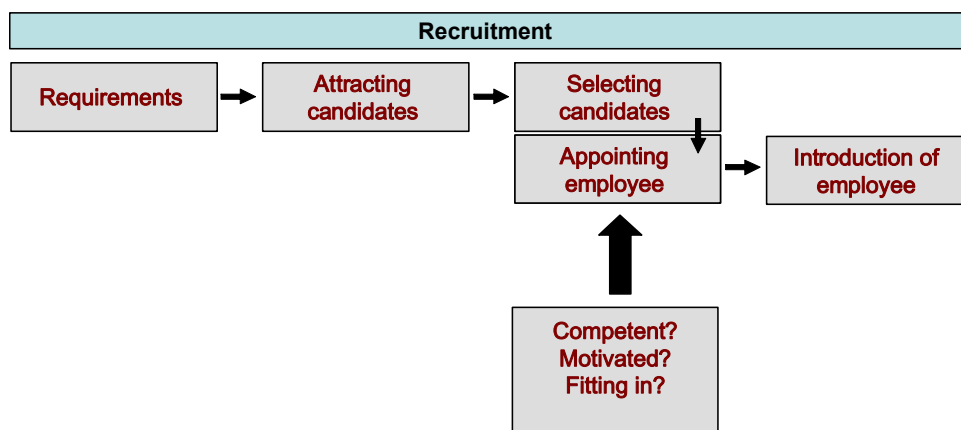 Recruitment
Requirements
Attracting
candidates
Selecting
candidates
Appointing
employee
Introduction of
employee
Competent?
Motivated?
Fitting in?